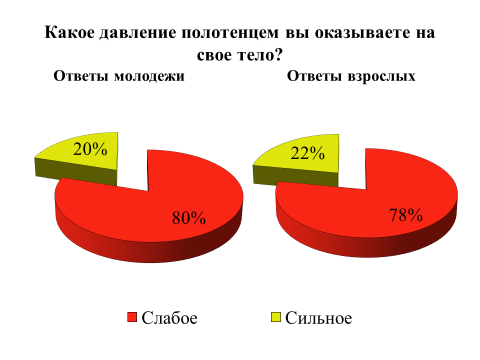 Какое давление полотенцем вы оказываете на
свое тело?
Ответы молодежи
Ответы взрослых
20%
80%
22%
78%
Слабое
Сильное